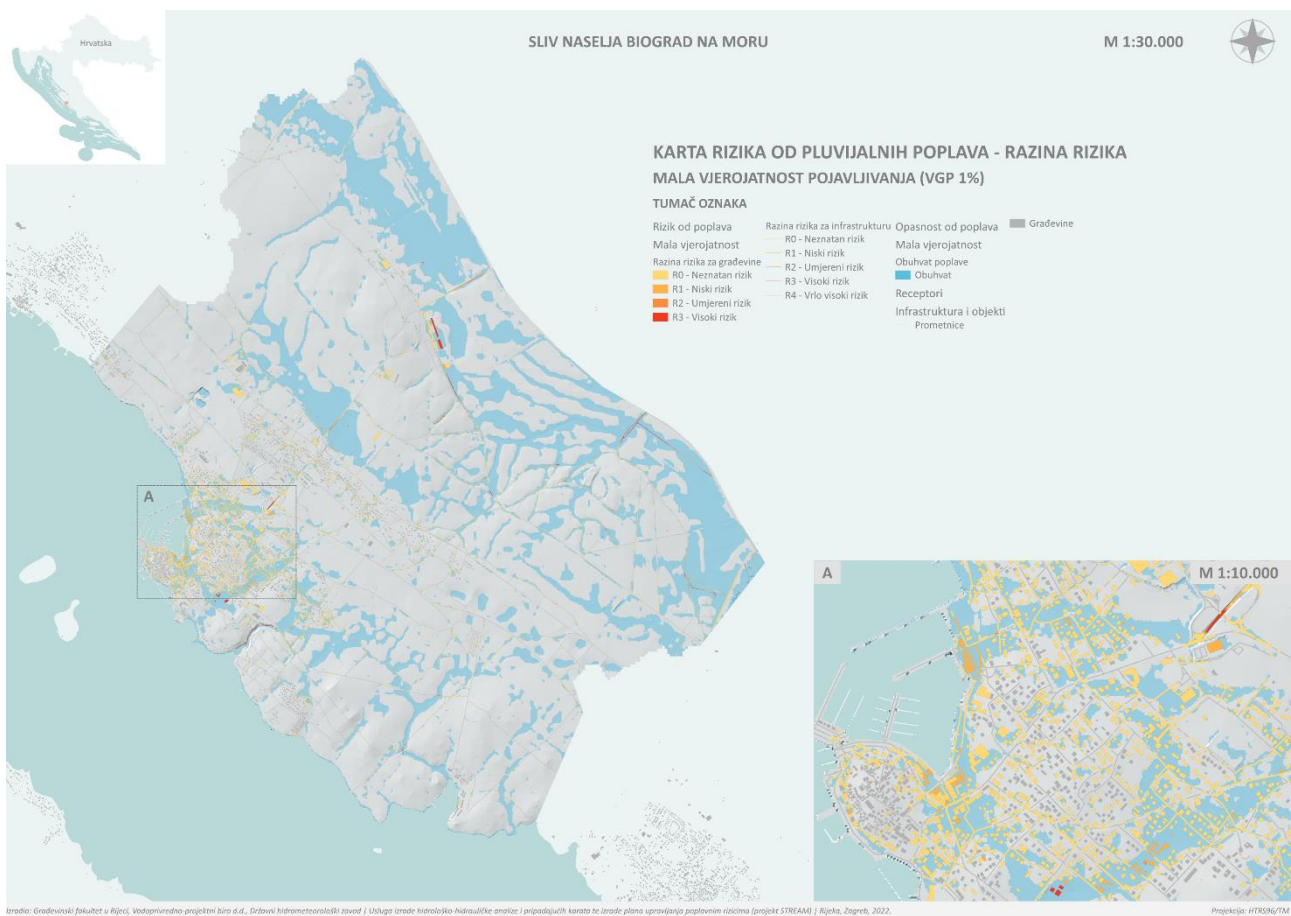 Hrvatska
SLIV NASELJA BIOGRAD NA MORU
M 1:30.000
KARTA RIZIKA OD PLUVIJALNIH POPLAVA - RAZINA RIZIKA
MALA VJEROJATNOST POJAVLJIVANJA (VGP 1%)
TUMAČ OZNAKA
Rizik od poplava
Mala vjerojatnost
Razina rizika za građevine
R0 - Neznatan rizik
R1 - Niski rizik
R2 - Umjereni rizik
R3 - Visoki rizik
Razina rizika za infrastrukturu
R0 - Neznatan rizik
R1 - Niski rizik
R2 - Umjereni rizik
R3 - Visoki rizik
R4 - Vrlo visoki rizik
Opasnost od poplava
Mala vjerojatnost
Obuhvat poplave
Obuhvat
Receptori
Infrastruktura i objekti
Prometnice
Građevine
A
A
M 1:10.000
Izradio: Građevinski fakultet u Rijeci, Vodoprivredno-projektni biro d.d., Državni hidrometeorološki zavod | Usluga izrade hidrološko-hidrauličke analize i pripadajućih karata te izrade plana upravljanja poplavnim rizicima (projekt STREAM) | Rijeka, Zagreb, 2022.
Projekcija: HTRS96/TM